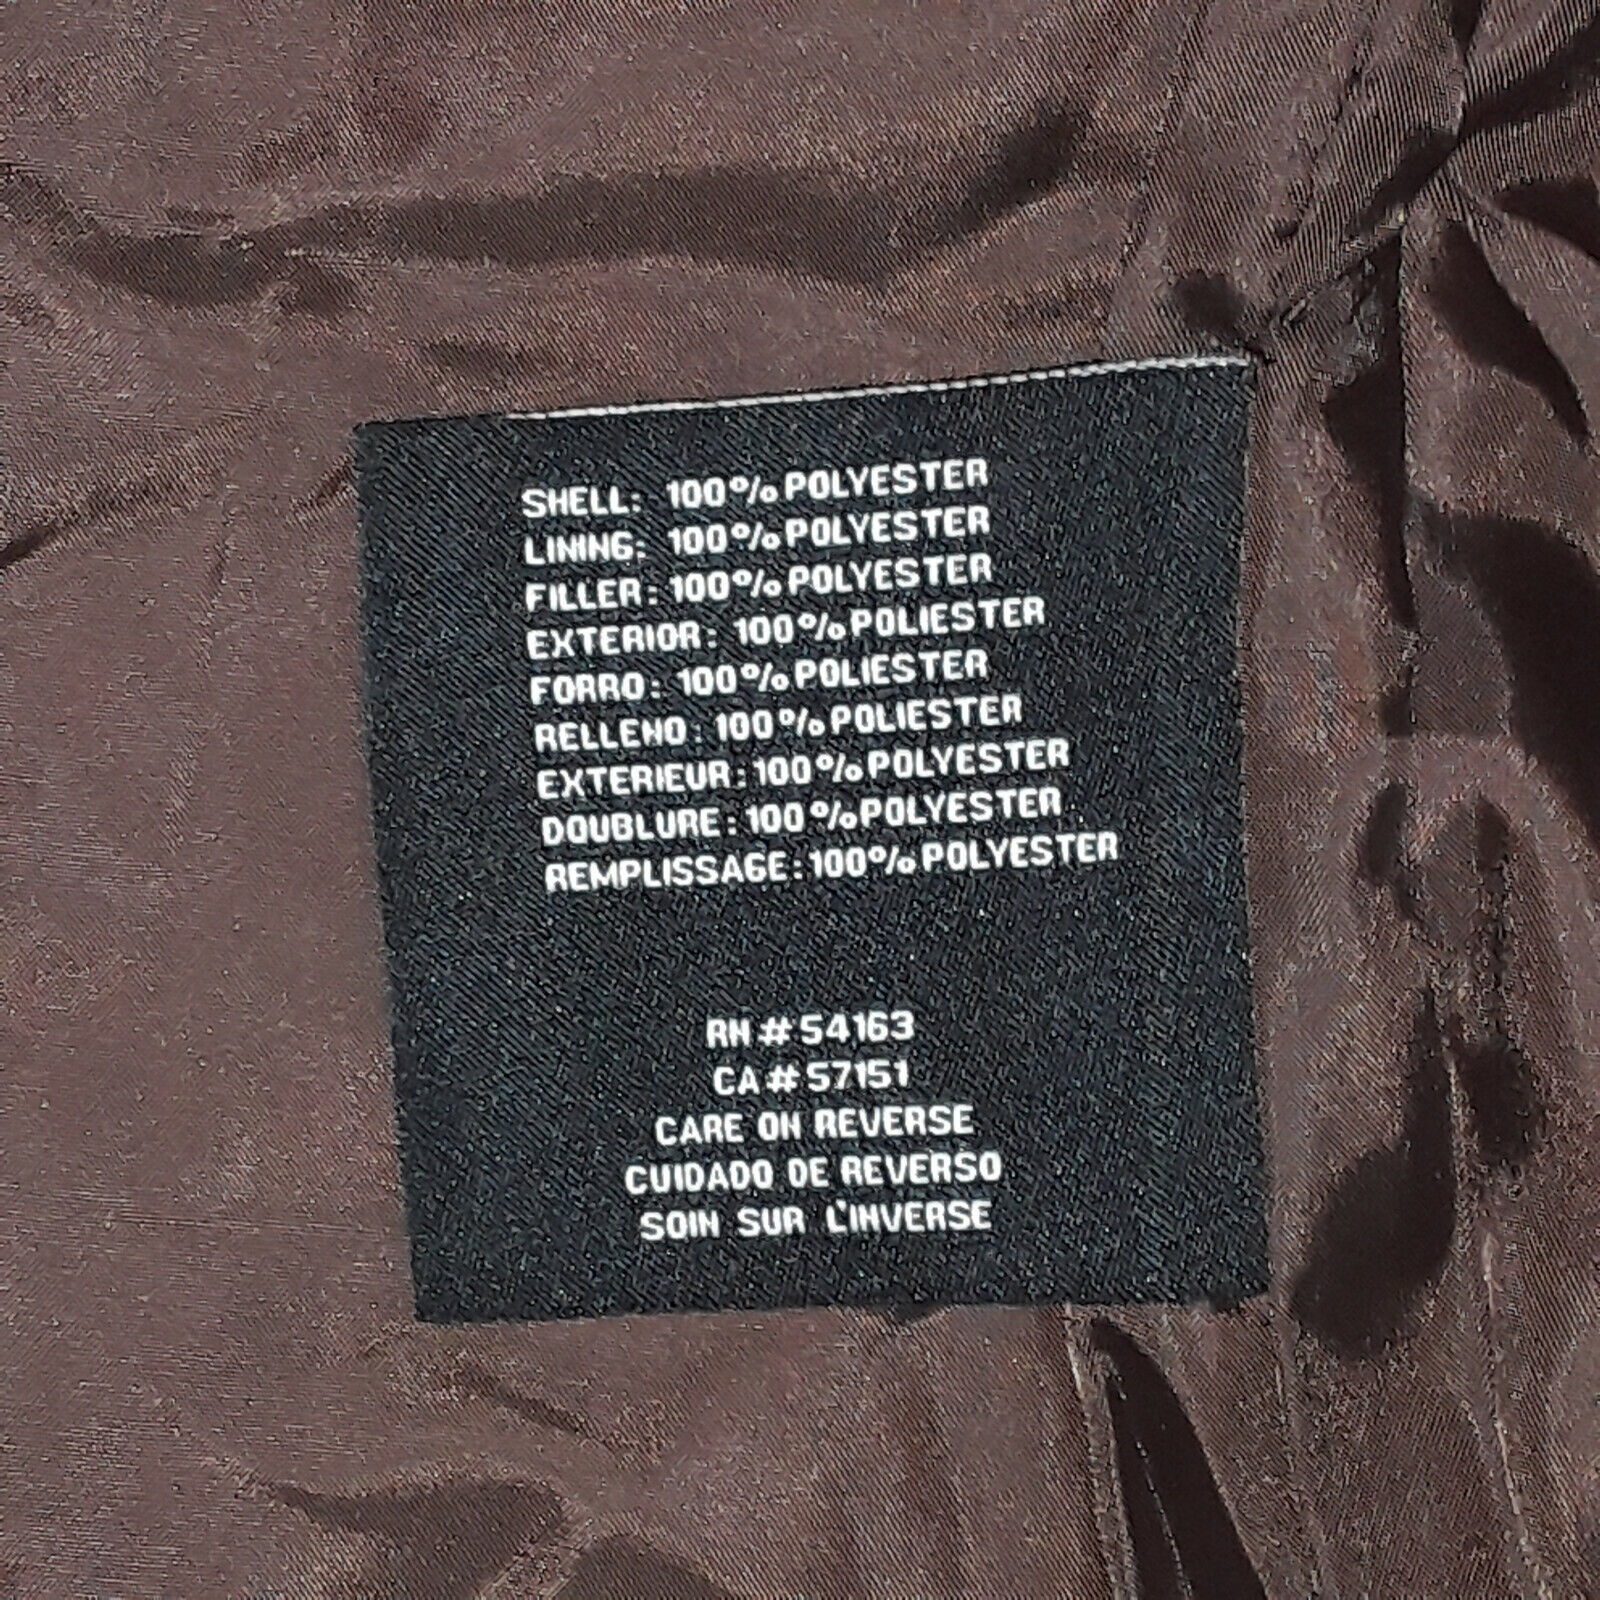 SHELL: 100% POLYESTER
LINING: 100% POLYESTER
FILLER: 100% POLYESTER
EXTERIOR: 100% POLIESTER
FORRO: 100% POLIESTER
RELLENO: 100% POLIESTER
EXTERIEUR: 100% POLYESTER
DOUBLURE: 100% POLYESTER
REMPLISSAGE: 100% POLYESTER
RN # 54163
CA # 57151
CARE ON REVERSE
CUIDADO DE REVERSO
SOIN SUR L'INVERSE